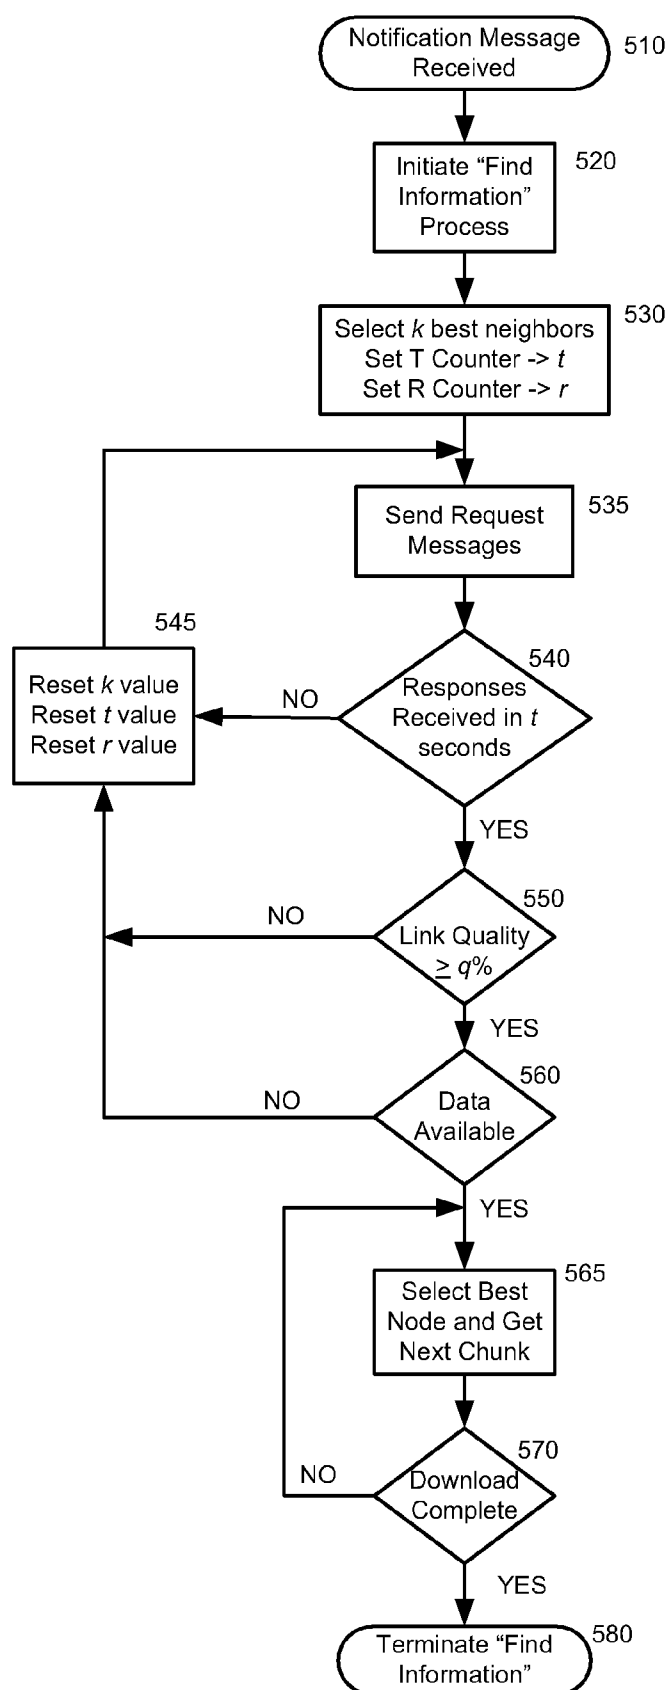 Notification Message
Received
510
Initiate “Find
Information”
Process
520
Select k best neighbors
Set T Counter -> t
Set R Counter -> r
530
Send Request
Messages
535
545
Reset k value
Reset t value
Reset r value
NO
540
Responses
Received in t
seconds
YES
550
NO
Link Quality
≥ q%
YES
560
NO
Data
Available
YES
565
Select Best
Node and Get
Next Chunk
570
NO
Download
Complete
YES
580
Terminate “Find
Information”